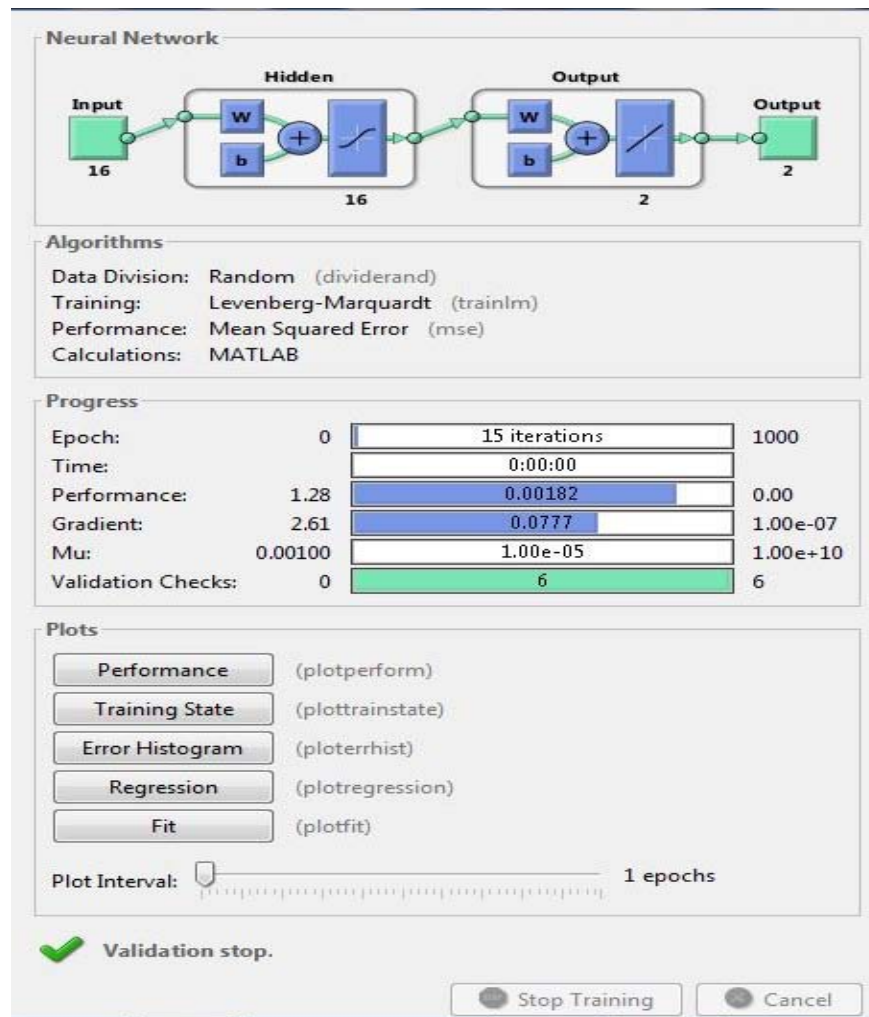 Neural Network
Hidden
Output
Input
Output
W
W
+
+
b
b
16
2
16
2
Algorithms
Data Division: Random (dividerand)
Training: Levenberg-Marquardt (trainlm)
Performance: Mean Squared Error (mse)
Calculations: MATLAB
Progress
Epoch: 0 15 iterations 1000
Time: 0:00:00
Performance: 1.28 0.00182 0.00
Gradient: 2.61 0.0777 1.00e-07
Mu: 0.00100 1.00e-05 1.00e+10
Validation Checks: 0 6 6
Plots
Performance (plotperform)
Training State (plottrainstate)
Error Histogram (ploterrhist)
Regression (plotregression)
Fit (plotfit)
Plot Interval: 1 epochs
Validation stop.
Stop Training Cancel